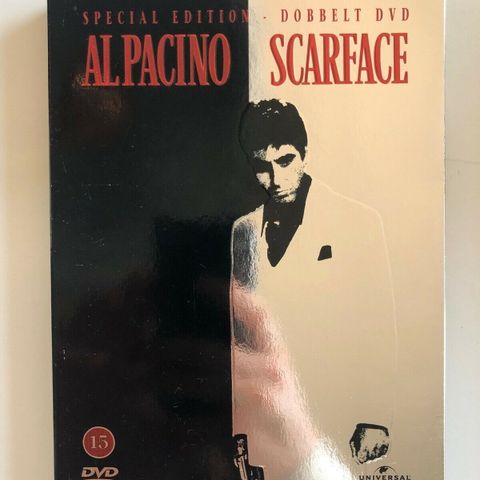 SPECIAL EDITION - DOBBELT DVD
AL PACINO SCARFACE
15
DVD
UNIVERSAL